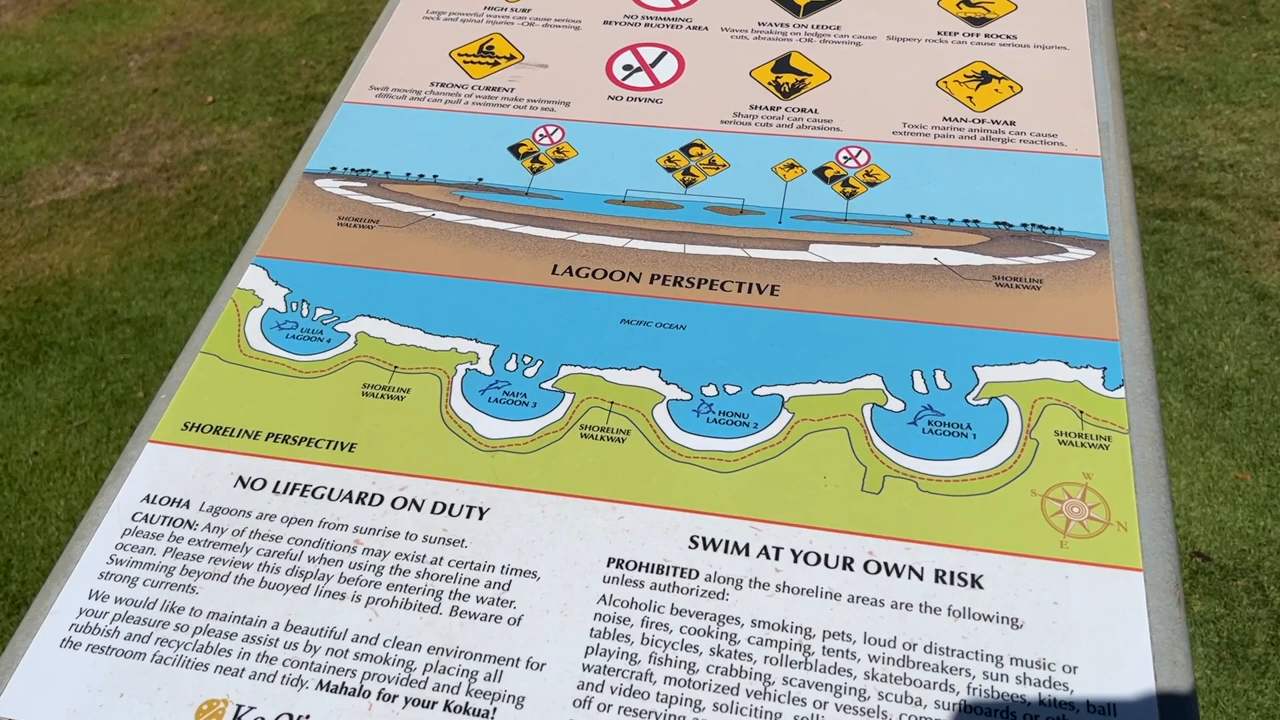 HIGH SURF
Large powerful waves can cause serious
neck and spinal injuries -OR- drowning.
NO SWIMMING
BEYOND BUOYED AREA
WAVES ON LEDGE
Waves breaking on ledges can cause
cuts, abrasions -OR- drowning.
KEEP OFF ROCKS
Slippery rocks can cause serious injuries.
STRONG CURRENT
Swift moving channels of water make swimming
difficult and can pull a swimmer out to sea.
NO DIVING
SHARP CORAL
Sharp coral can cause
serious cuts and abrasions.
MAN-OF-WAR
Toxic marine animals can cause
extreme pain and allergic reactions.
SHORELINE
WALKWAY
SHORELINE
WALKWAY
LAGOON PERSPECTIVE
PACIFIC OCEAN
ULUA
LAGOON 4
NAI'A
LAGOON 3
HONU
LAGOON 2
KOHOLĀ
LAGOON 1
SHORELINE
WALKWAY
SHORELINE
WALKWAY
SHORELINE
WALKWAY
SHORELINE PERSPECTIVE
W
S
N
E
NO LIFEGUARD ON DUTY
ALOHA Lagoons are open from sunrise to sunset.
CAUTION: Any of these conditions may exist at certain times,
please be extremely careful when using the shoreline and
ocean. Please review this display before entering the water.
Swimming beyond the buoyed lines is prohibited. Beware of
strong currents.
We would like to maintain a beautiful and clean environment for
your pleasure so please assist us by not smoking, placing all
rubbish and recyclables in the containers provided and keeping
the restroom facilities neat and tidy. Mahalo for your Kokua!
SWIM AT YOUR OWN RISK
PROHIBITED along the shoreline areas are the following,
unless authorized:
Alcoholic beverages, smoking, pets, loud or distracting music or
noise, fires, cooking, camping, tents, windbreakers, sun shades,
tables, bicycles, skates, rollerblades, skateboards, frisbees, kites, ball
playing, fishing, crabbing, scavenging, scuba, surfboards or
watercraft, motorized vehicles or vessels,
and video taping, soliciting,
off or reserving